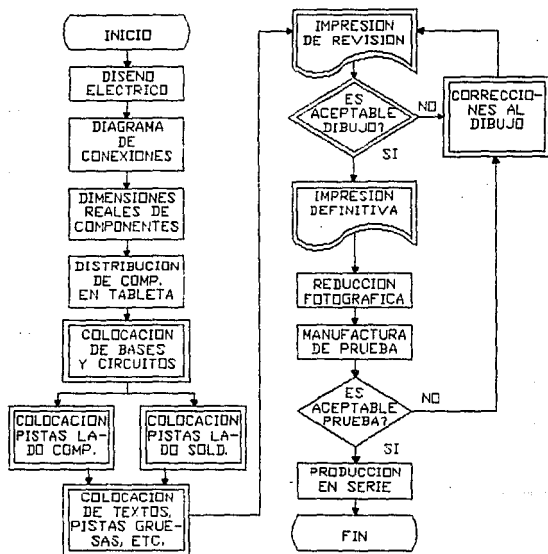 INICIO
DISENO
ELECTRICO
DIAGRAMA
DE
CONEXIONES
DIMENSIONES
REALES DE
COMPONENTES
DISTRIBUCION
DE COMP.
EN TABLETA
COLOCACION
DE BASES
Y CIRCUITOS
COLOCACION
PISTAS LA-
DO COMP.
COLOCACION
PISTAS LA-
DO SOLD.
COLOCACION
DE TEXTOS,
PISTAS GRUE-
SAS, ETC.
IMPRESION
DE REVISION
ES
ACEPTABLE
DIBUJO?
NO
SI
CORRECCIO-
NES AL
DIBUJO
IMPRESION
DEFINITIVA
REDUCCION
FOTOGRAFICA
MANUFACTURA
DE PRUEBA
ES
ACEPTABLE
PRUEBA?
NO
SI
PRODUCCION
EN SERIE
FIN